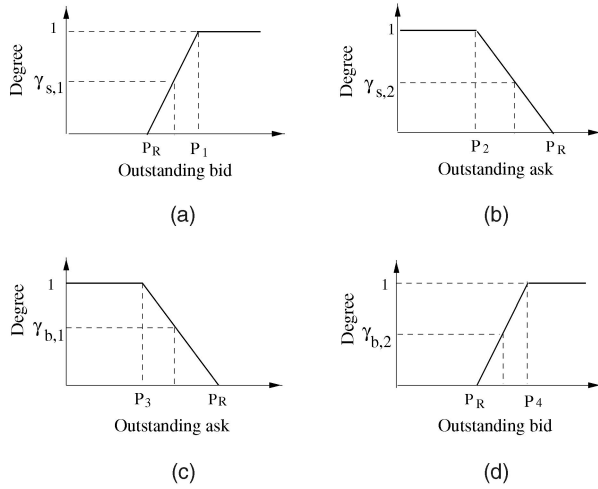 Degree
1
γs,1
PR P1
Outstanding bid
(a)
Degree
1
γs,2
P2 PR
Outstanding ask
(b)
Degree
1
γb,1
P3 PR
Outstanding ask
(c)
Degree
1
γb,2
PR P4
Outstanding bid
(d)